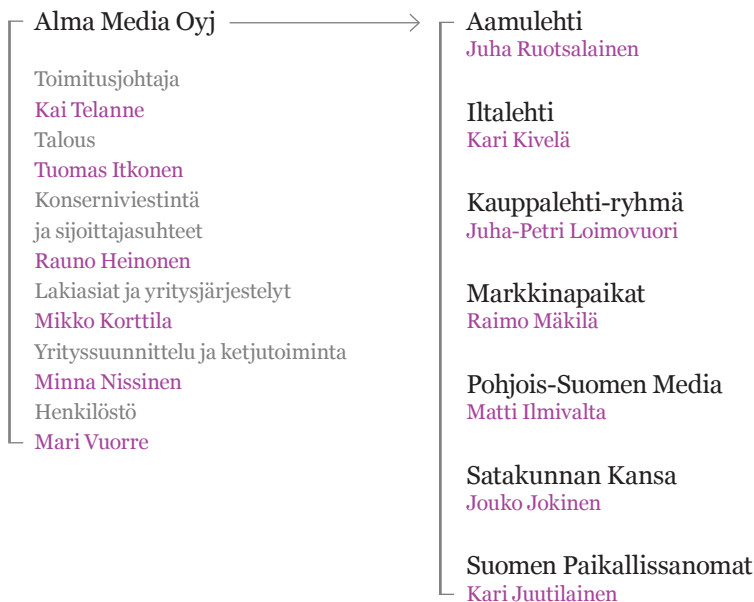 Alma Media Oyj
Toimitusjohtaja
Kai Telanne
Talous
Tuomas Itkonen
Konserniviestintä
ja sijoittajasuhteet
Rauno Heinonen
Lakiasiat ja yritysjärjestelyt
Mikko Korttila
Yrityssuunnittelu ja ketjutoiminta
Minna Nissinen
Henkilöstö
Mari Vuorre
Aamulehti
Juha Ruotsalainen
Iltalehti
Kari Kivelä
Kauppalehti-ryhmä
Juha-Petri Loimovuori
Markkinapaikat
Raimo Mäkilä
Pohjois-Suomen Media
Matti Ilmivalta
Satakunnan Kansa
Jouko Jokinen
Suomen Paikallissanomat
Kari Juutilainen